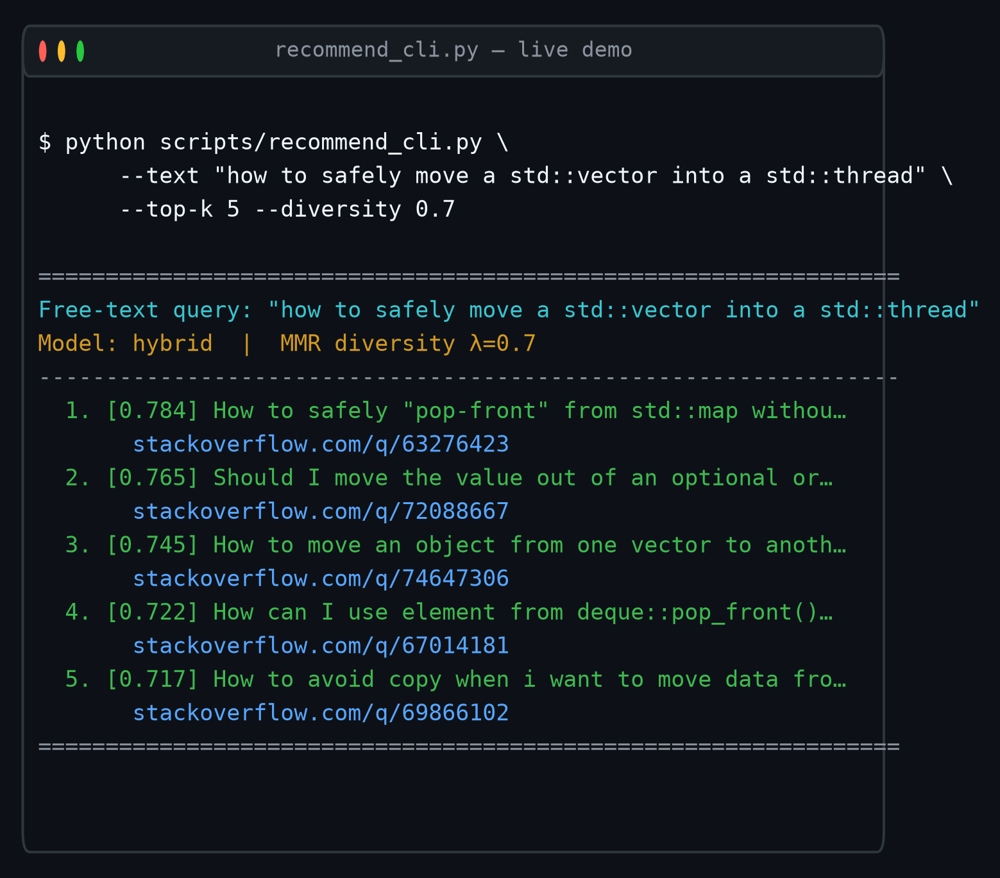 recommend_cli.py — live demo
$ python scripts/recommend_cli.py \
--text "how to safely move a std::vector into a std::thread" \
--top-k 5 --diversity 0.7
================================================================
Free-text query: "how to safely move a std::vector into a std::thread"
Model: hybrid | MMR diversity λ=0.7
----------------------------------------------------------------
1. [0.784] How to safely "pop-front" from std::map withou…
stackoverflow.com/q/63276423
2. [0.765] Should I move the value out of an optional or…
stackoverflow.com/q/72088667
3. [0.745] How to move an object from one vector to anoth…
stackoverflow.com/q/74647306
4. [0.722] How can I use element from deque::pop_front()…
stackoverflow.com/q/67014181
5. [0.717] How to avoid copy when i want to move data fro…
stackoverflow.com/q/69866102
================================================================